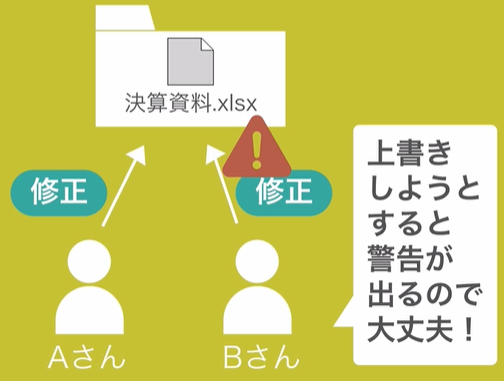 決算資料.xlsx
修正
修正
上書き
しようと
すると
警告が
出るので
大丈夫！
Aさん
Bさん